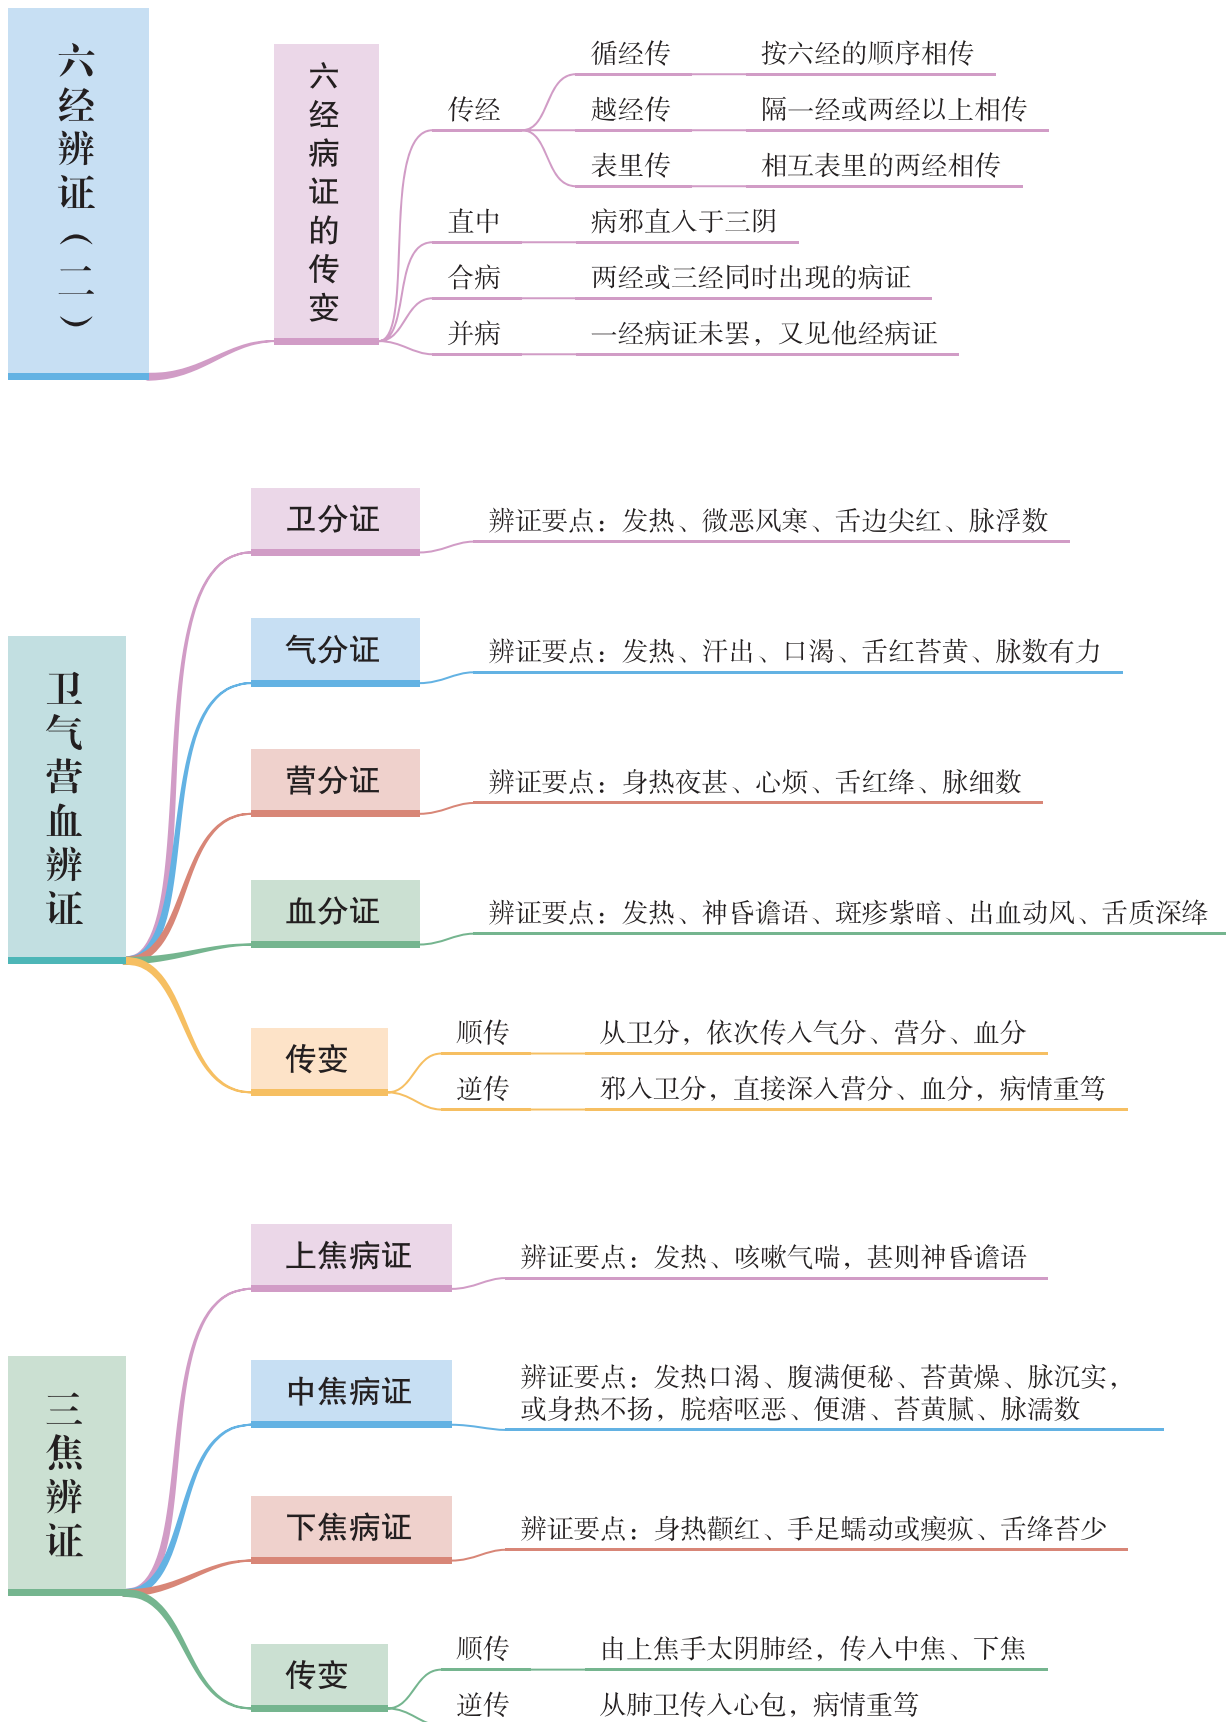 六经辨证（二）
六经病证的传变
传经
循经传
按六经的顺序相传
越经传
隔一经或两经以上相传
表里传
相互表里的两经相传
直中
病邪直入于三阴
合病
两经或三经同时出现的病证
并病
一经病证未罢，又见他经病证
卫气营血辨证
卫分证
辨证要点：发热、微恶风寒、舌边尖红、脉浮数
气分证
辨证要点：发热、汗出、口渴、舌红苔黄、脉数有力
营分证
辨证要点：身热夜甚、心烦、舌红绛、脉细数
血分证
辨证要点：发热、神昏谵语、斑疹紫暗、出血动风、舌质深绛
传变
顺传
从卫分，依次传入气分、营分、血分
逆传
邪入卫分，直接深入营分、血分，病情重笃
三焦辨证
上焦病证
辨证要点：发热、咳嗽气喘，甚则神昏谵语
中焦病证
辨证要点：发热口渴、腹满便秘、苔黄燥、脉沉实，
或身热不扬，脘痞呕恶、便溏、苔黄腻、脉濡数
下焦病证
辨证要点：身热颧红、手足蠕动或瘈疭、舌绛苔少
传变
顺传
由上焦手太阴肺经，传入中焦、下焦
逆传
从肺卫传入心包，病情重笃